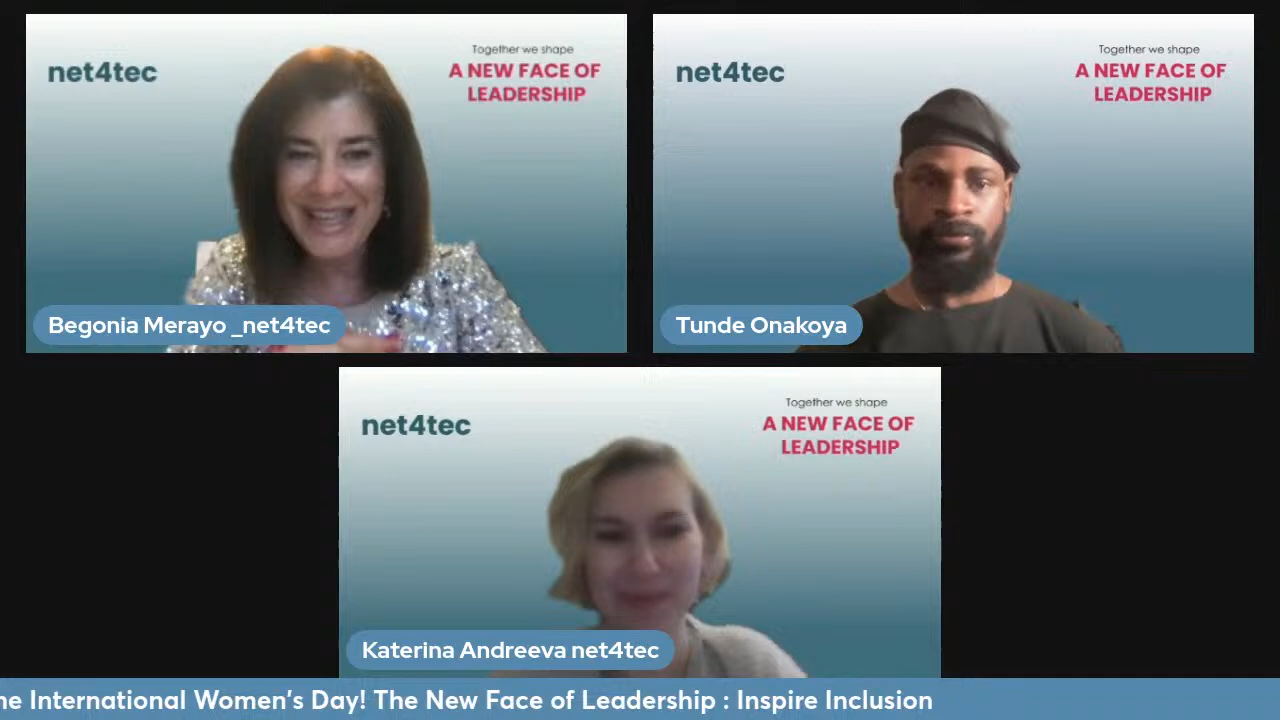 net4tec
Together we shape
A NEW FACE OF
LEADERSHIP
Begonia Merayo _net4tec
net4tec
Together we shape
A NEW FACE OF
LEADERSHIP
Tunde Onakoya
net4tec
Together we shape
A NEW FACE OF
LEADERSHIP
Katerina Andreeva net4tec
International Women's Day! The New Face of Leadership : Inspire Inclusion